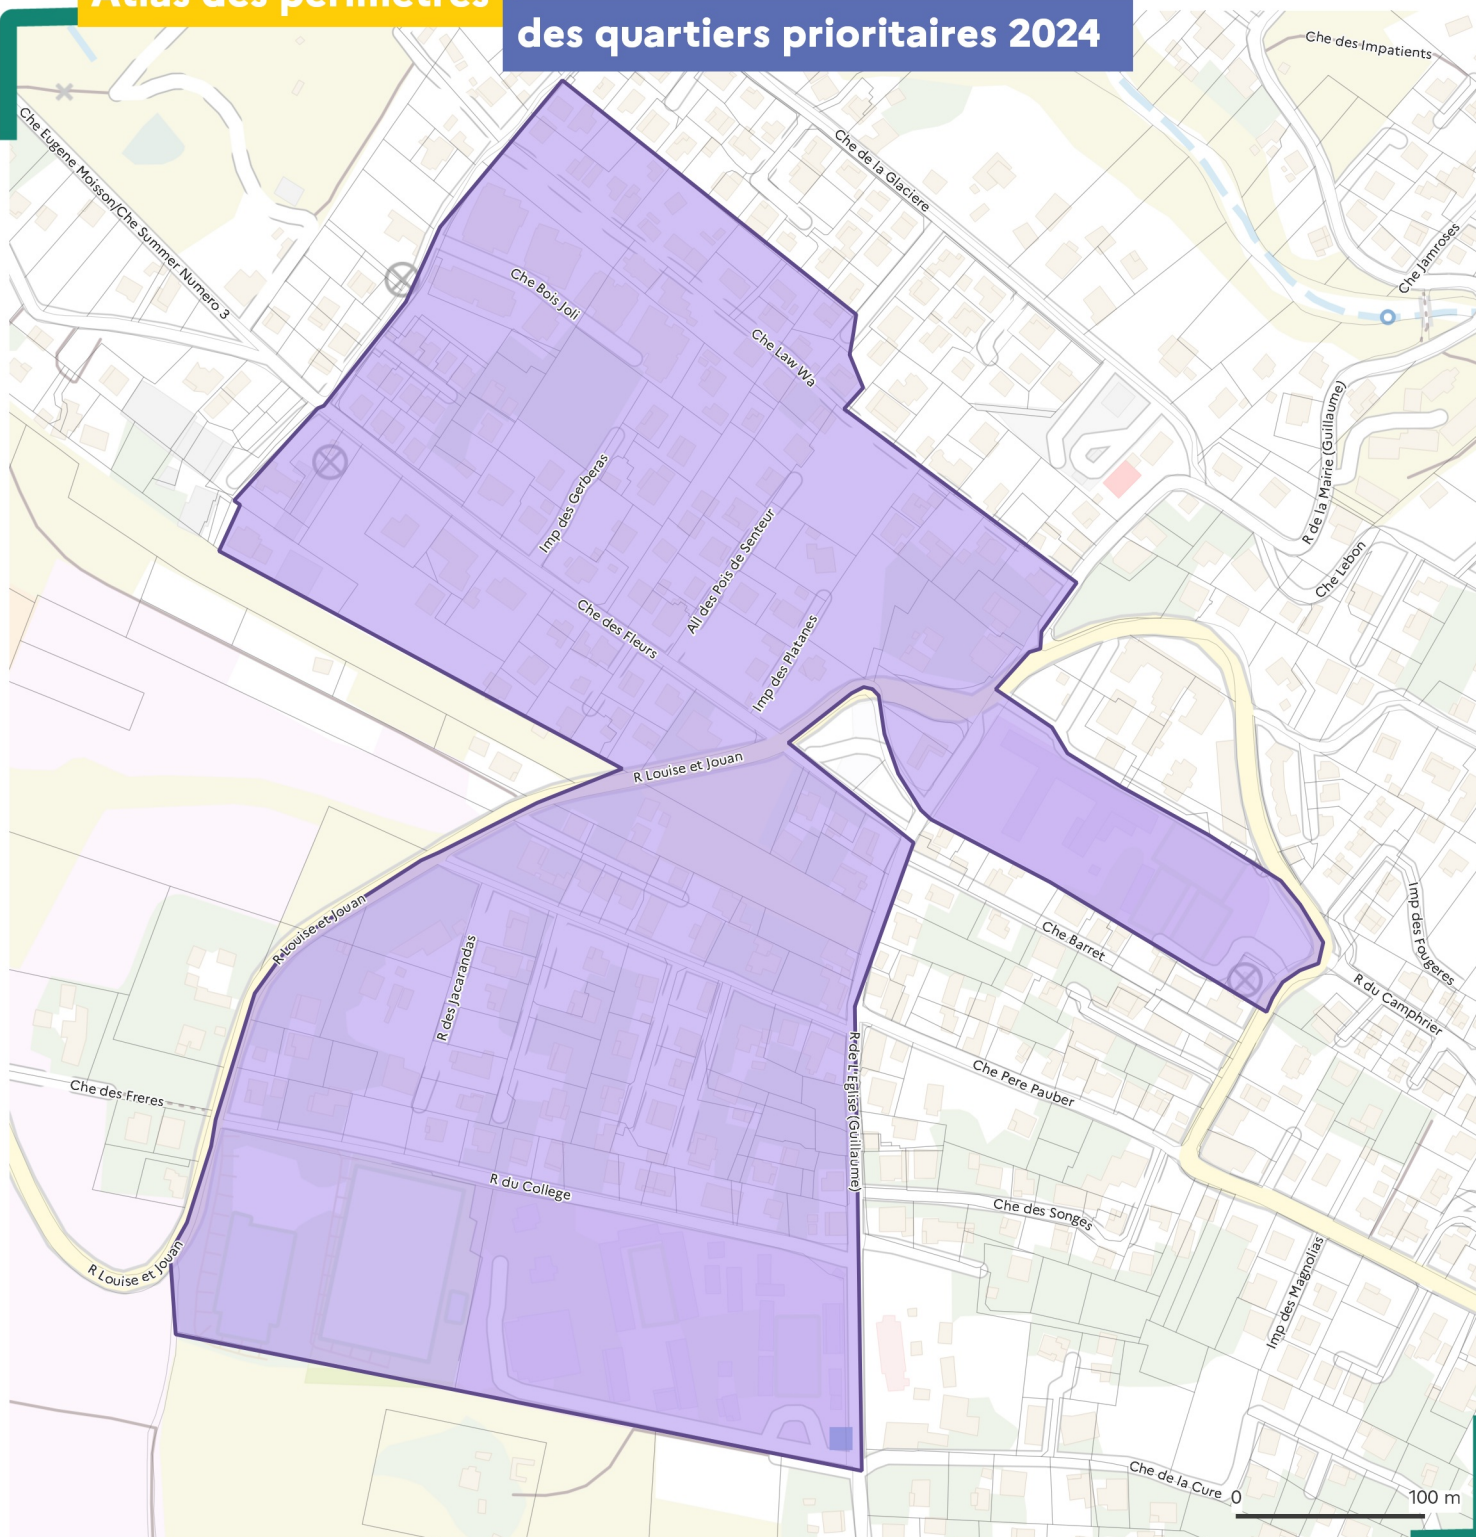 Atlas des périmètres
des quartiers prioritaires 2024
Che des Impatients
Che Eugene Moisson/Che Summer Numero 3
Che de la Glaciere
Che Jamroses
Che Bois Joli
Che Law Wa
R de la Mairie (Guillaume)
Imp des Gerberas
All des Pois de Senteur
Che Lebon
Che des Fleurs
Imp des Platanes
R Louise et Jouan
R Louise et Jouan
R des Jacarandas
Che Barret
Imp des Fougeres
R du Camphrier
Che des Freres
R de L' Eglise (Guillaume)
Che Pere Pauber
R du College
Che des Songes
R Louise et Jouan
Imp des Magnolias
Che de la Cure
0
100 m